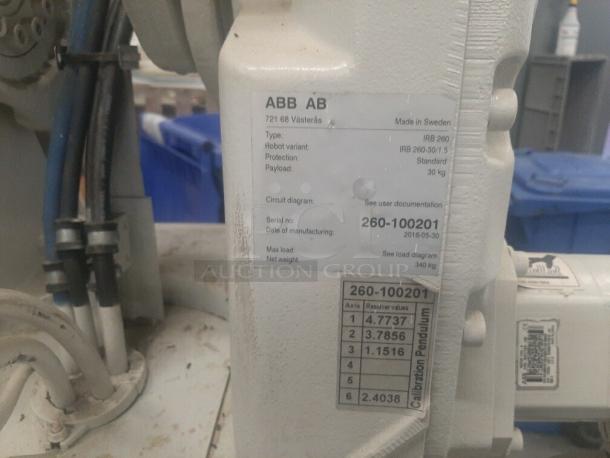 ABB AB
721 68 Västerås Made in Sweden
Type: IRB 260
Robot variant: IRB 260-30/1.5
Protection: Standard
Payload: 30 kg
Circuit diagram: See user documentation
Serial no: 260-100201
Date of manufacturing: 2016-05-30
Max load: See load diagram
Net weight: 340 kg
AUCTION GROUP
260-100201
Axis Resolver values
1 4.7737
2 3.7856
3 1.1516
4
5
6 2.4038
Calibration Pendulum